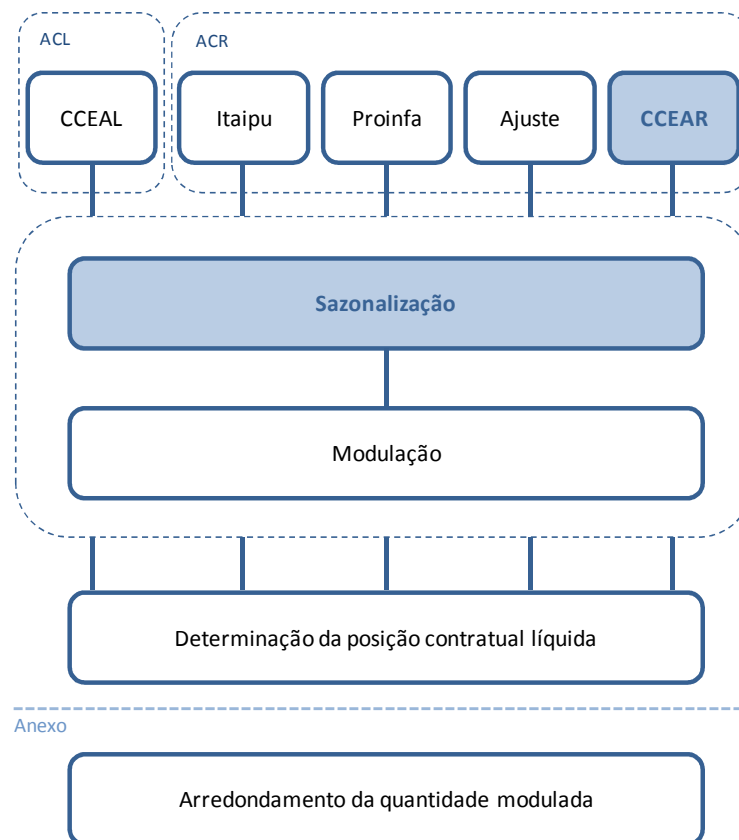 ACL
ACR
CCEAL
Itaipu
Proinfa
Ajuste
CCEAR
Sazonalização
Modulação
Determinação da posição contratual líquida
Anexo
Arredondamento da quantidade modulada